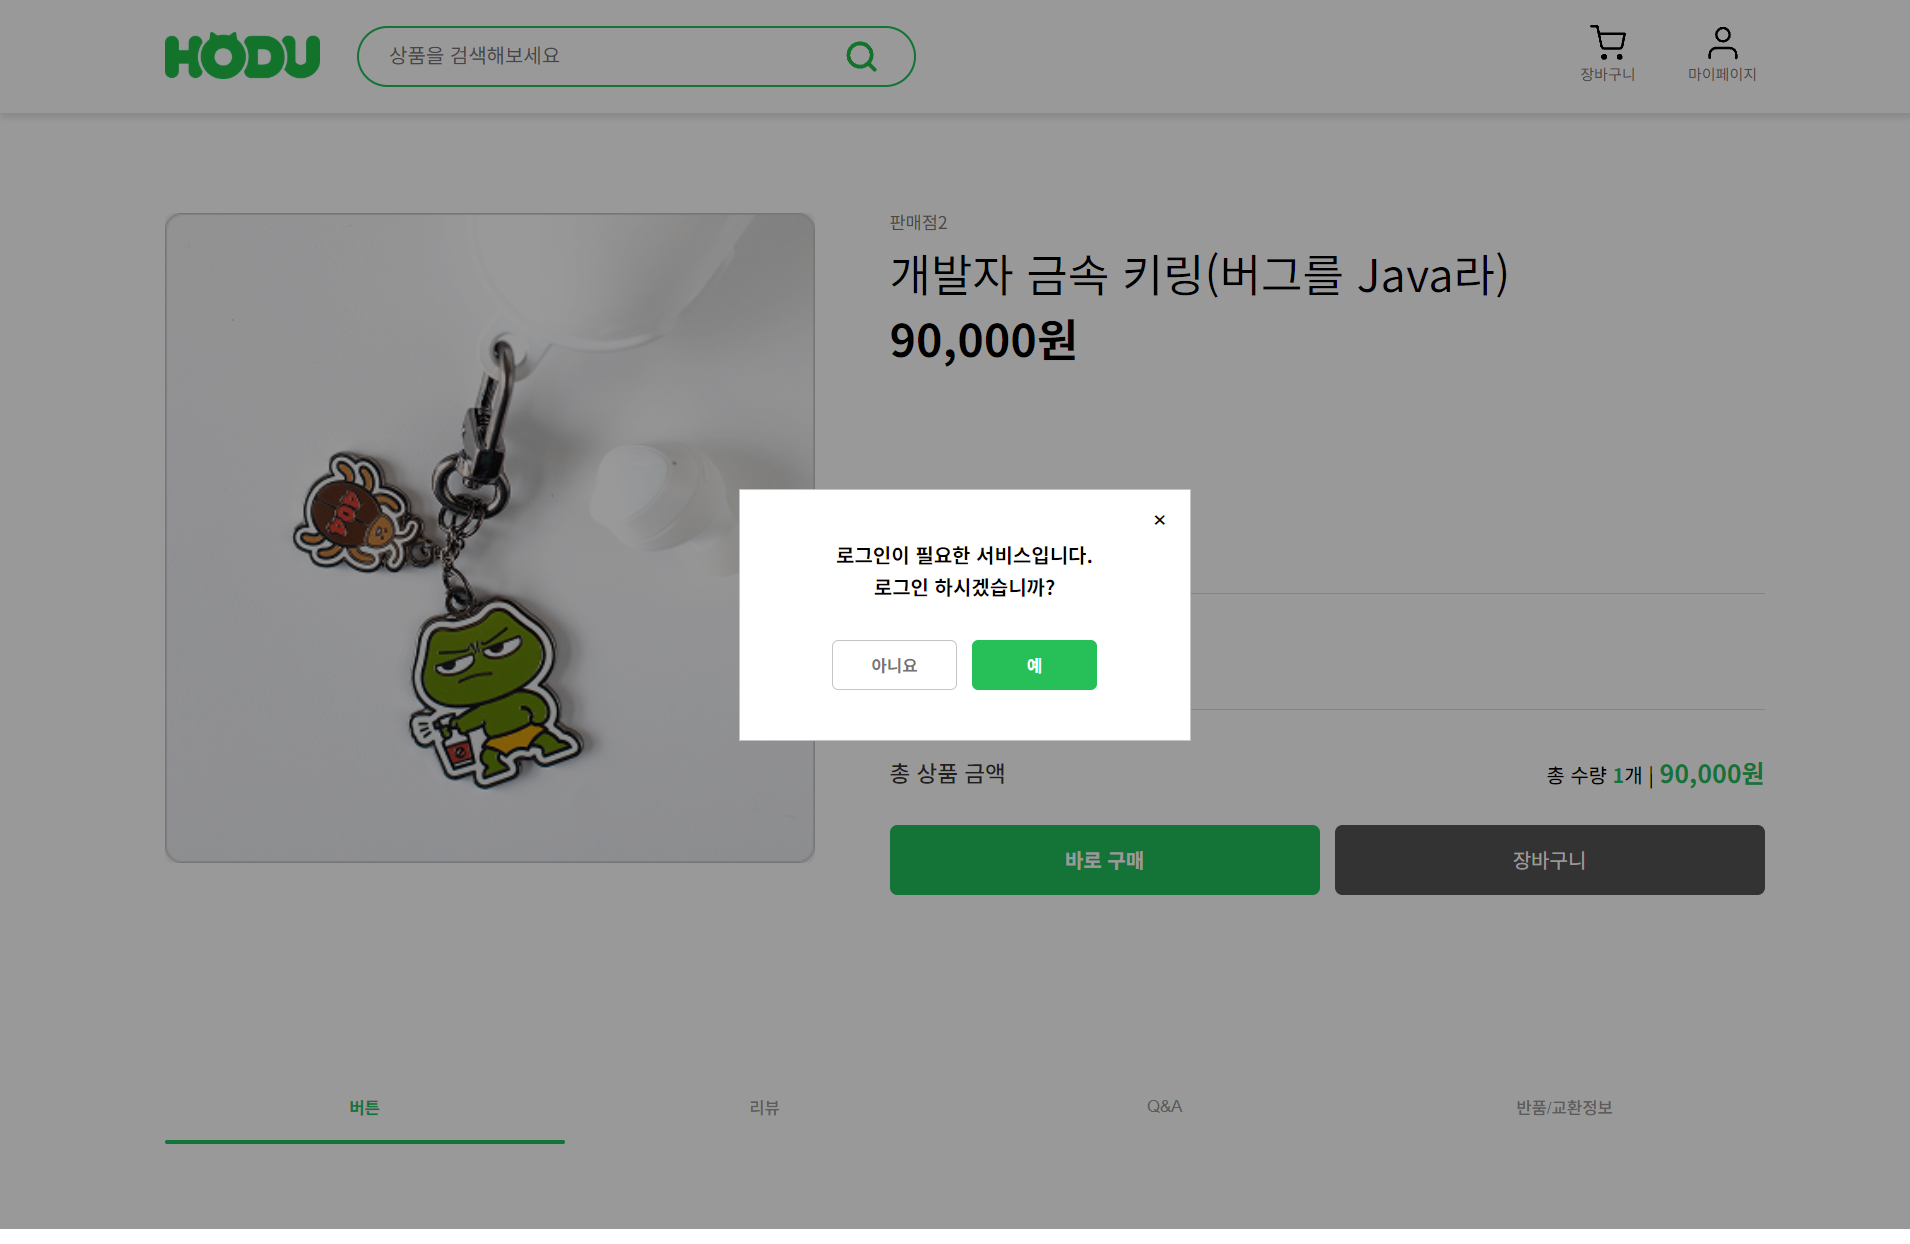 HODU
상품을 검색해보세요
장바구니
마이페이지
판매점2
개발자 금속 키링(버그를 Java라)
90,000원
로그인이 필요한 서비스입니다.
로그인 하시겠습니까?
아니요
예
총 상품 금액
총 수량 1개 | 90,000원
바로 구매
장바구니
버튼
리뷰
Q&A
반품/교환정보